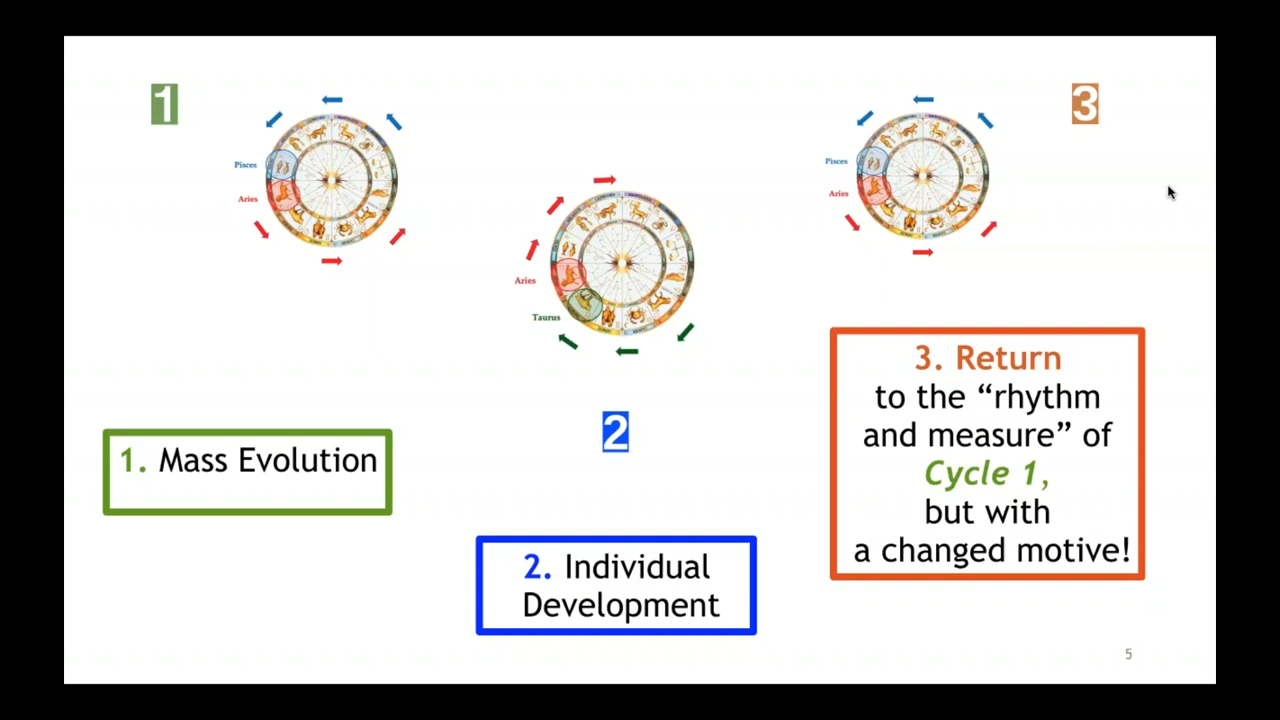 1
3
Pisces
Aries
Pisces
Aries
Aries
Taurus
2
1. Mass Evolution
2. Individual
Development
3. Return
to the “rhythm
and measure” of
Cycle 1,
but with
a changed motive!
5